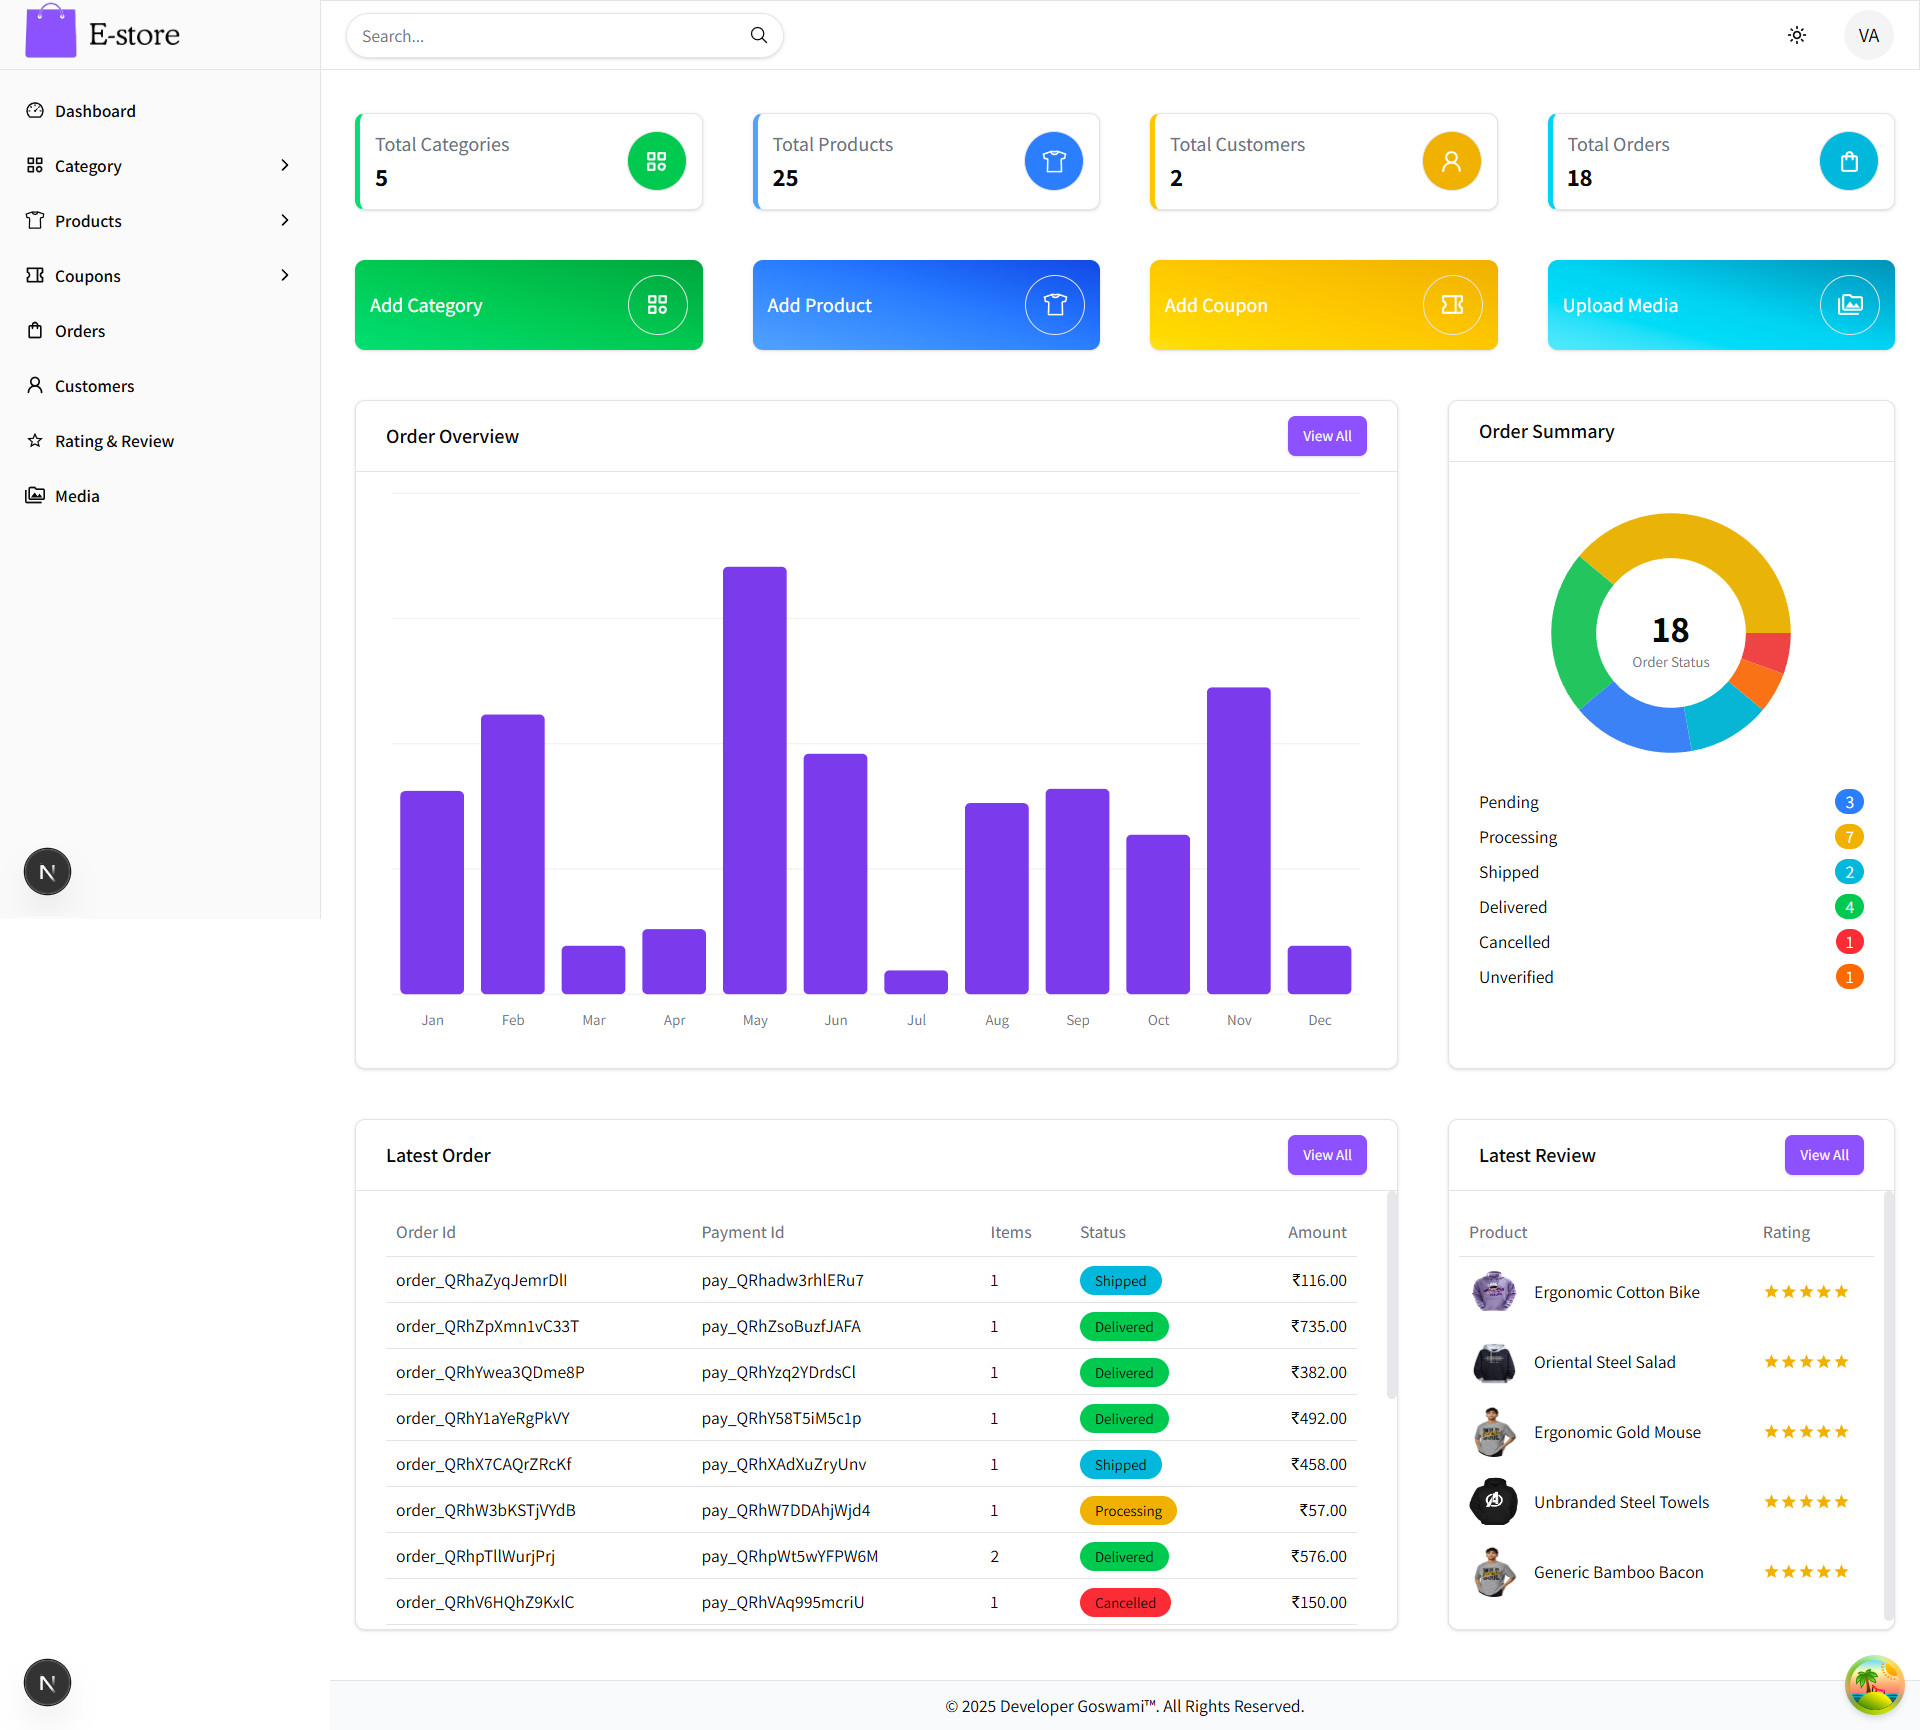 E-store
Search...
VA
Dashboard
Category
Products
Coupons
Orders
Customers
Rating & Review
Media
N
Total Categories
5
Total Products
25
Total Customers
2
Total Orders
18
Add Category
Add Product
Add Coupon
Upload Media
Order Overview
View All
Jan Feb Mar Apr May Jun Jul Aug Sep Oct Nov Dec
Order Summary
18
Order Status
Pending 3
Processing 7
Shipped 2
Delivered 4
Cancelled 1
Unverified 1
Latest Order
View All
Order Id Payment Id Items Status Amount
order_QRhaZyqJemrDlI pay_QRhadw3rhlERu7 1 Shipped ₹116.00
order_QRhZpXmn1vC33T pay_QRhZsoBuzfJAFA 1 Delivered ₹735.00
order_QRhYwea3QDme8P pay_QRhYzq2YDrdsCl 1 Delivered ₹382.00
order_QRhY1aYeRgPkVY pay_QRhY58T5iM5c1p 1 Delivered ₹492.00
order_QRhX7CAQrZRcKf pay_QRhXAdXuZryUnv 1 Shipped ₹458.00
order_QRhW3bKSTjVYdB pay_QRhW7DDAhjWjd4 1 Processing ₹57.00
order_QRhpTllWurjPrj pay_QRhpWt5wYFPW6M 2 Delivered ₹576.00
order_QRhV6HQhZ9KxlC pay_QRhVAq995mcriU 1 Cancelled ₹150.00
Latest Review
View All
Product Rating
Ergonomic Cotton Bike
Oriental Steel Salad
Ergonomic Gold Mouse
Unbranded Steel Towels
Generic Bamboo Bacon
N
© 2025 Developer Goswami™. All Rights Reserved.